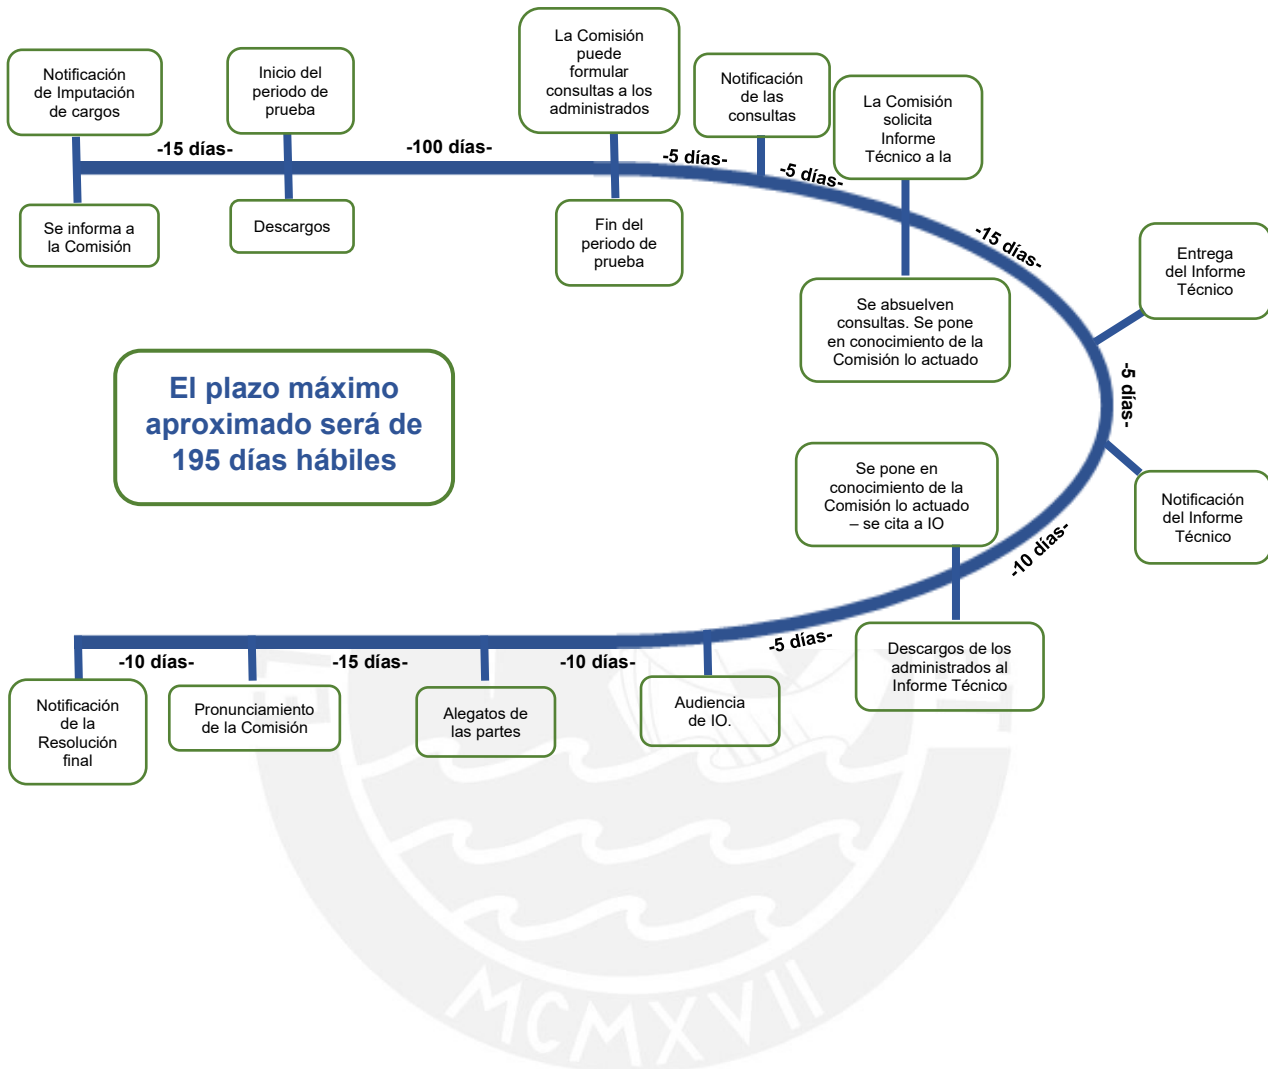 Notificación
de Imputación
de cargos
Inicio del
periodo de
prueba
La Comisión
puede
formular
consultas a los
administrados
Notificación
de las
consultas
La Comisión
solicita
Informe
Técnico a la
-15 días-
-100 días-
-5 días-
-5 días-
-15 días-
Se informa a
la Comisión
Descargos
Fin del
periodo de
prueba
Se absuelven
consultas. Se pone
en conocimiento de la
Comisión lo actuado
Entrega
del Informe
Técnico
-5 días-
El plazo máximo
aproximado será de
195 días hábiles
Notificación
del Informe
Técnico
-10 días-
Se pone en
conocimiento de la
Comisión lo actuado
– se cita a IO
Descargos de los
administrados al
Informe Técnico
-5 días-
Audiencia
de IO.
-10 días-
Alegatos de
las partes
-15 días-
Pronunciamiento
de la Comisión
-10 días-
Notificación
de la
Resolución
final
MCMXVII